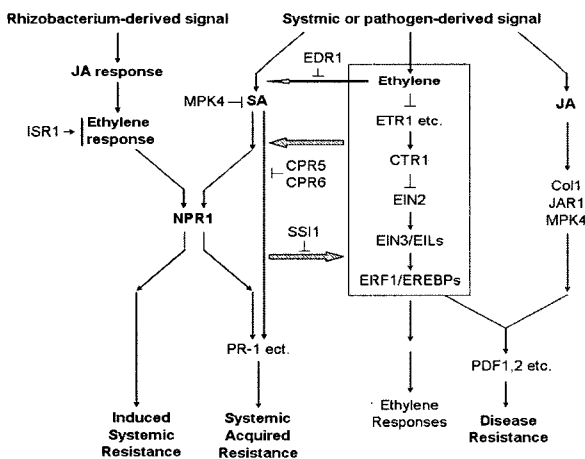 Rhizobacterium-derived signal
Systmic or pathogen-derived signal
EDR1
JA response
Ethylene
MPK4
SA
JA
ISR1
Ethylene
response
ETR1 etc.
CPR5
CPR6
CTR1
Col1
JAR1
MPK4
EIN2
NPR1
SSI1
EIN3/EILs
ERF1/EREBPs
PR-1 ect.
PDF1,2 etc.
Induced
Systemic
Resistance
Systemic
Acquired
Resistance
Ethylene
Responses
Disease
Resistance